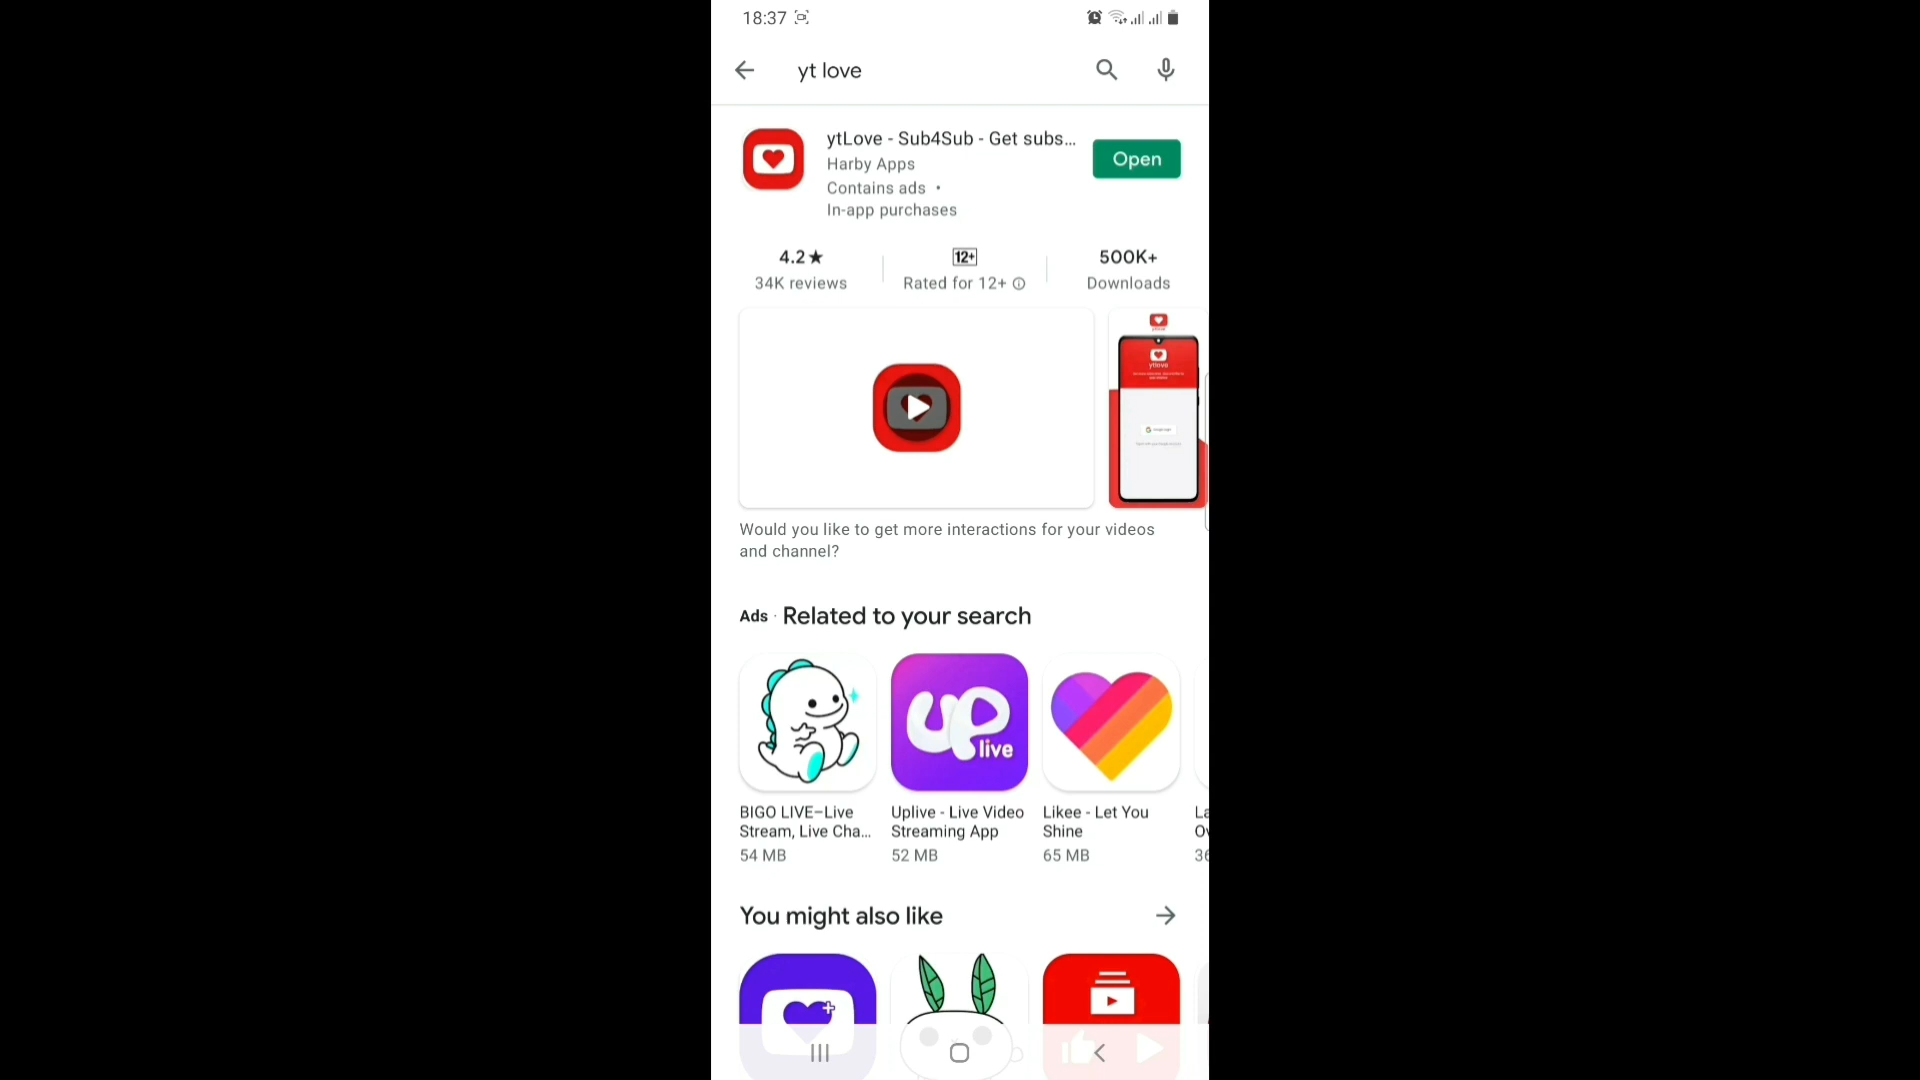 18:37
yt love
ytLove - Sub4Sub - Get subs...
Harby Apps
Contains ads •
In-app purchases
Open
4.2★
34K reviews
12+
Rated for 12+
500K+
Downloads
ytlove
Would you like to get more interactions for your videos
and channel?
Ads · Related to your search
up
live
BIGO LIVE–Live
Stream, Live Cha...
54 MB
Uplive - Live Video
Streaming App
52 MB
Likee - Let You
Shine
65 MB
You might also like